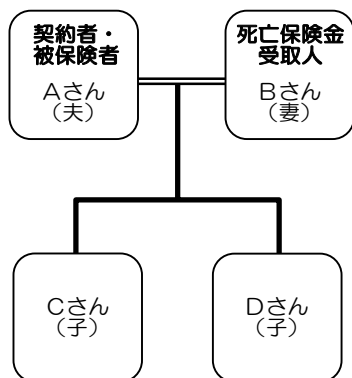 契約者・
被保険者
Aさん
（夫）
死亡保険金
受取人
Bさん
（妻）
Cさん
（子）
Dさん
（子）